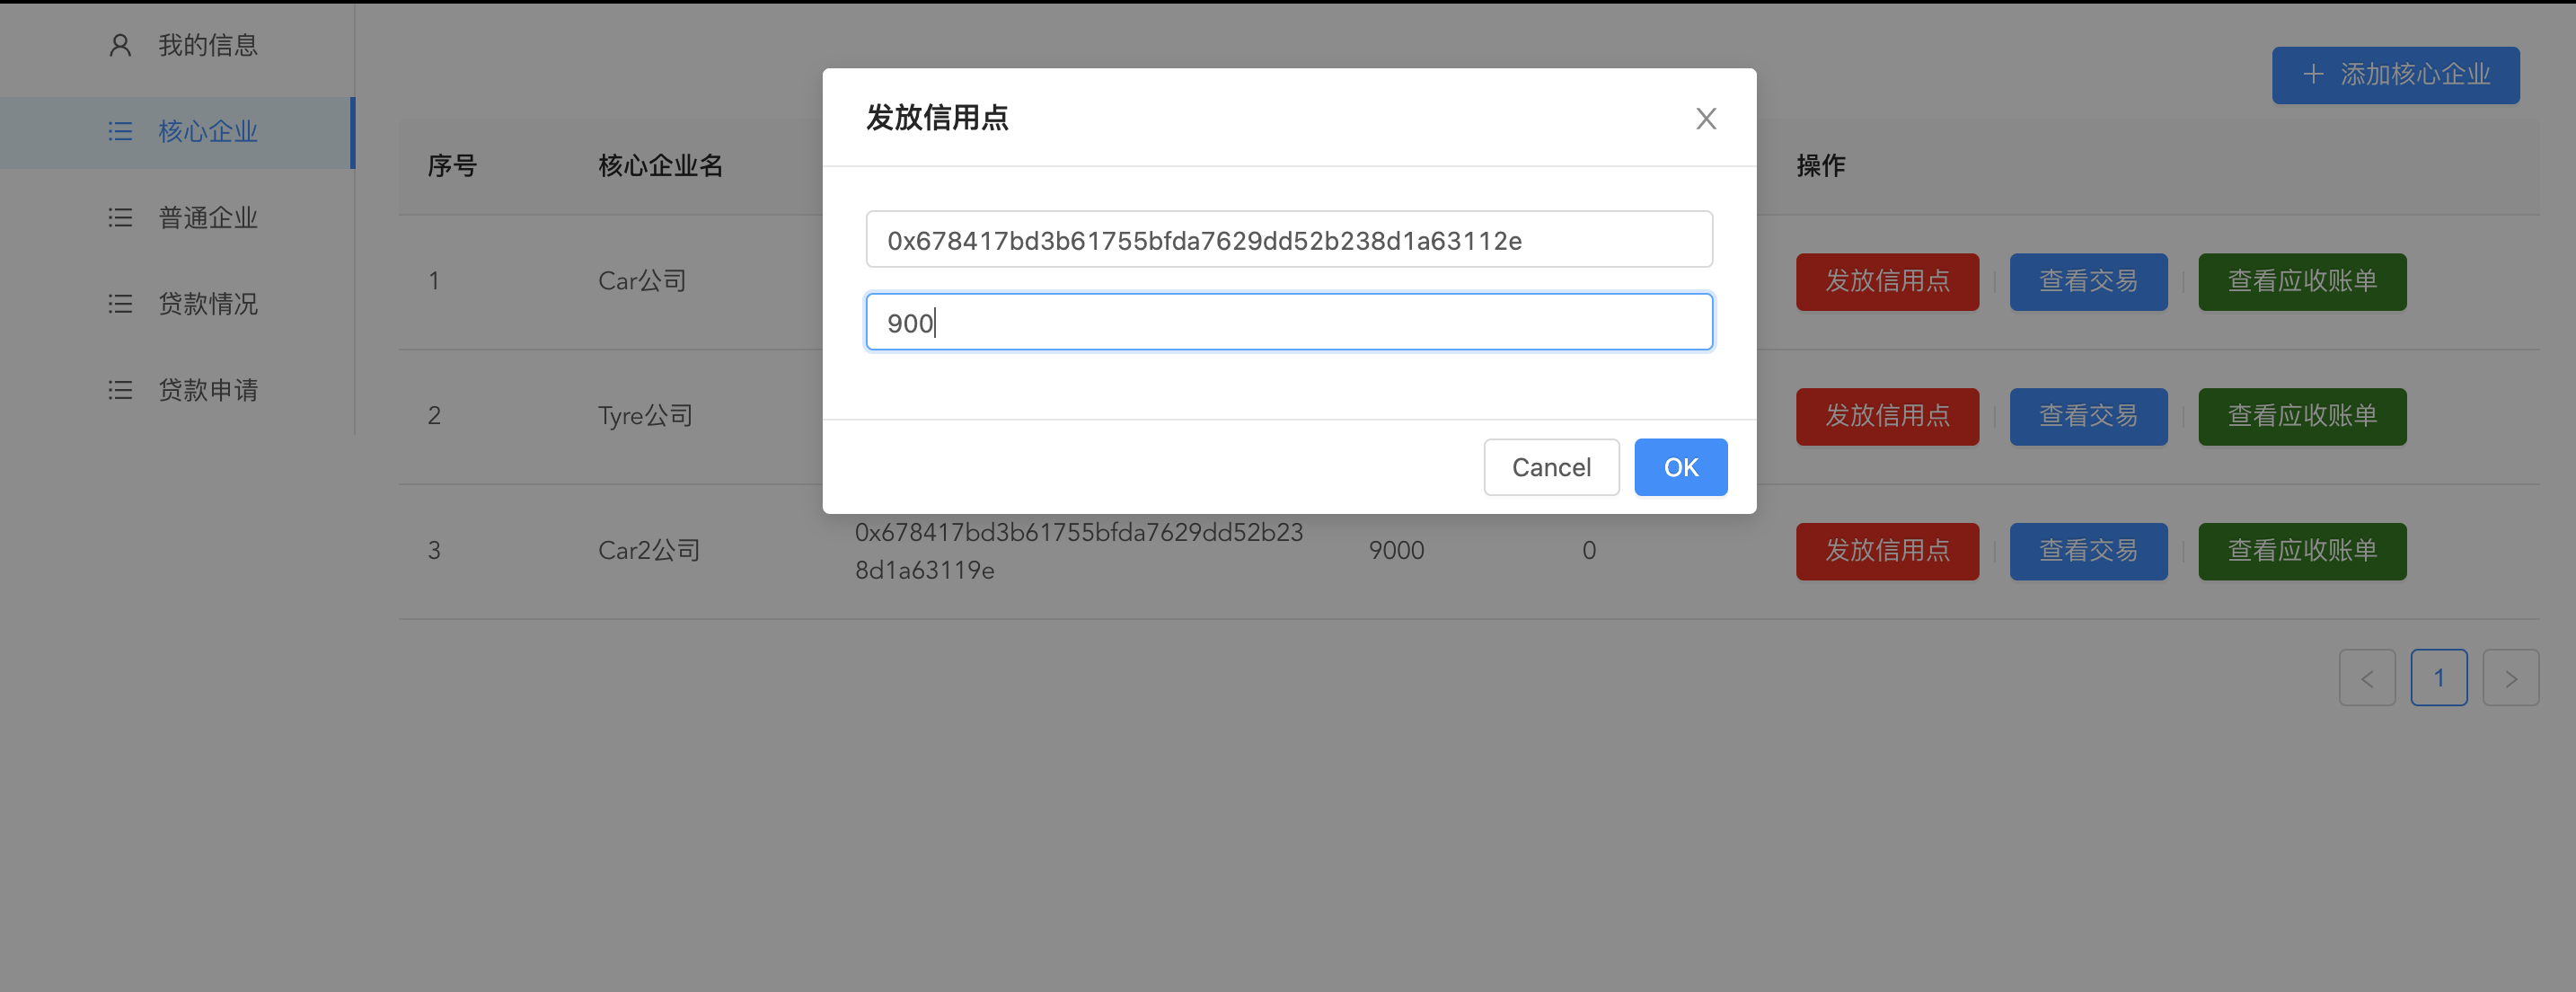 我的信息
核心企业
普通企业
贷款情况
贷款申请
添加核心企业
序号 核心企业名 操作
1 Car公司 发放信用点 查看交易 查看应收账单
2 Tyre公司 发放信用点 查看交易 查看应收账单
3 Car2公司 0x678417bd3b61755bfda7629dd52b23
8d1a63119e 9000 0 发放信用点 查看交易 查看应收账单
< 1 >
发放信用点
0x678417bd3b61755bfda7629dd52b238d1a63112e
900
Cancel OK